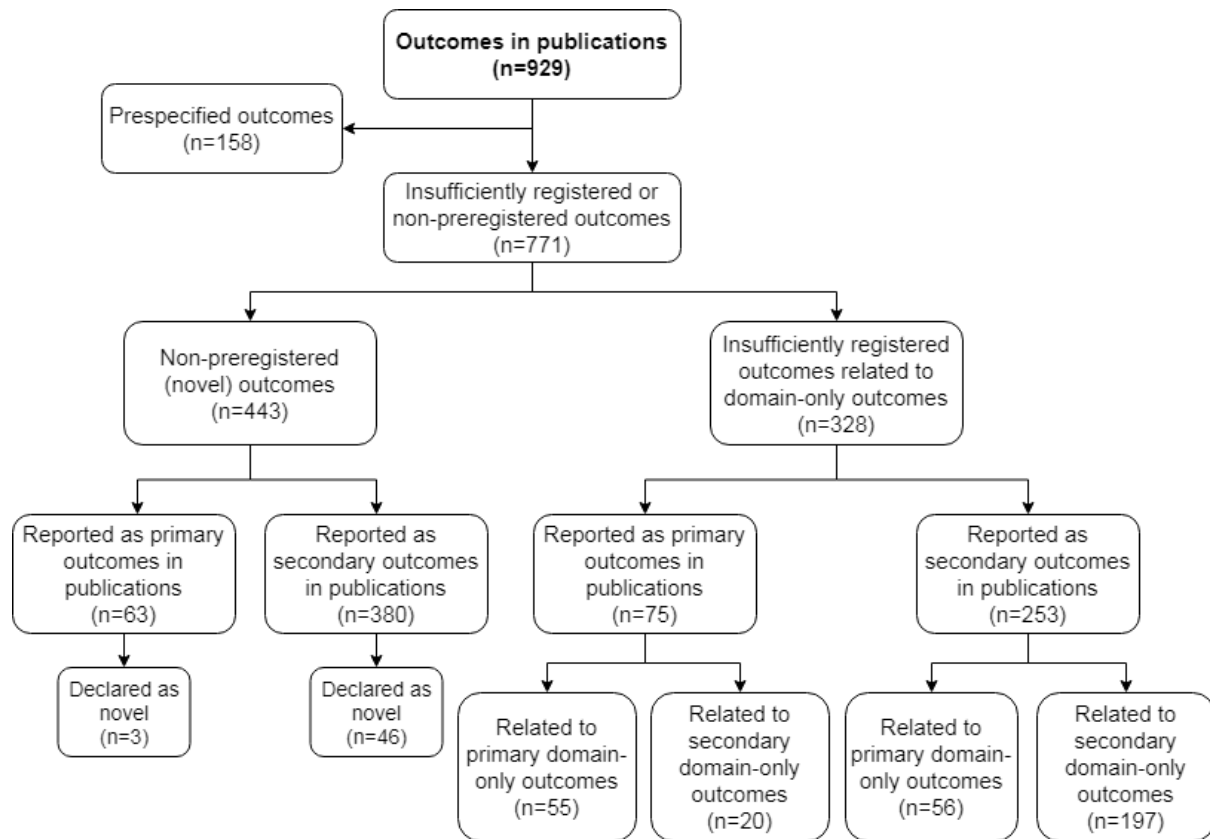 Outcomes in publications
(n=929)
Prespecified outcomes
(n=158)
Insufficiently registered or
non-preregistered outcomes
(n=771)
Non-preregistered
(novel) outcomes
(n=443)
Insufficiently registered
outcomes related to
domain-only outcomes
(n=328)
Reported as primary
outcomes in
publications
(n=63)
Reported as
secondary outcomes
in publications
(n=380)
Reported as primary
outcomes in
publications
(n=75)
Reported as
secondary outcomes
in publications
(n=253)
Declared as
novel
(n=3)
Declared as
novel
(n=46)
Related to
primary domain-
only outcomes
(n=55)
Related to
secondary
domain-only
outcomes
(n=20)
Related to
primary domain-
only outcomes
(n=56)
Related to
secondary
domain-only
outcomes
(n=197)